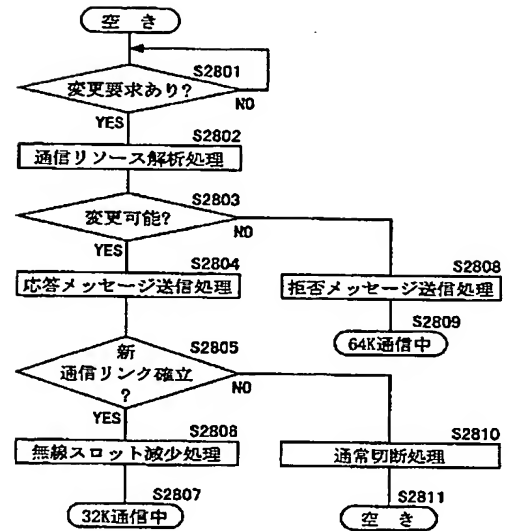 空き
S2801
変更要求あり?
NO
YES
S2802
通信リソース解析処理
S2803
変更可能?
NO
YES
S2804
応答メッセージ送信処理
S2808
拒否メッセージ送信処理
S2809
64K通信中
S2805
新
通信リンク確立
?
NO
YES
S2806
無線スロット減少処理
S2810
通常切断処理
S2807
32K通信中
S2811
空き